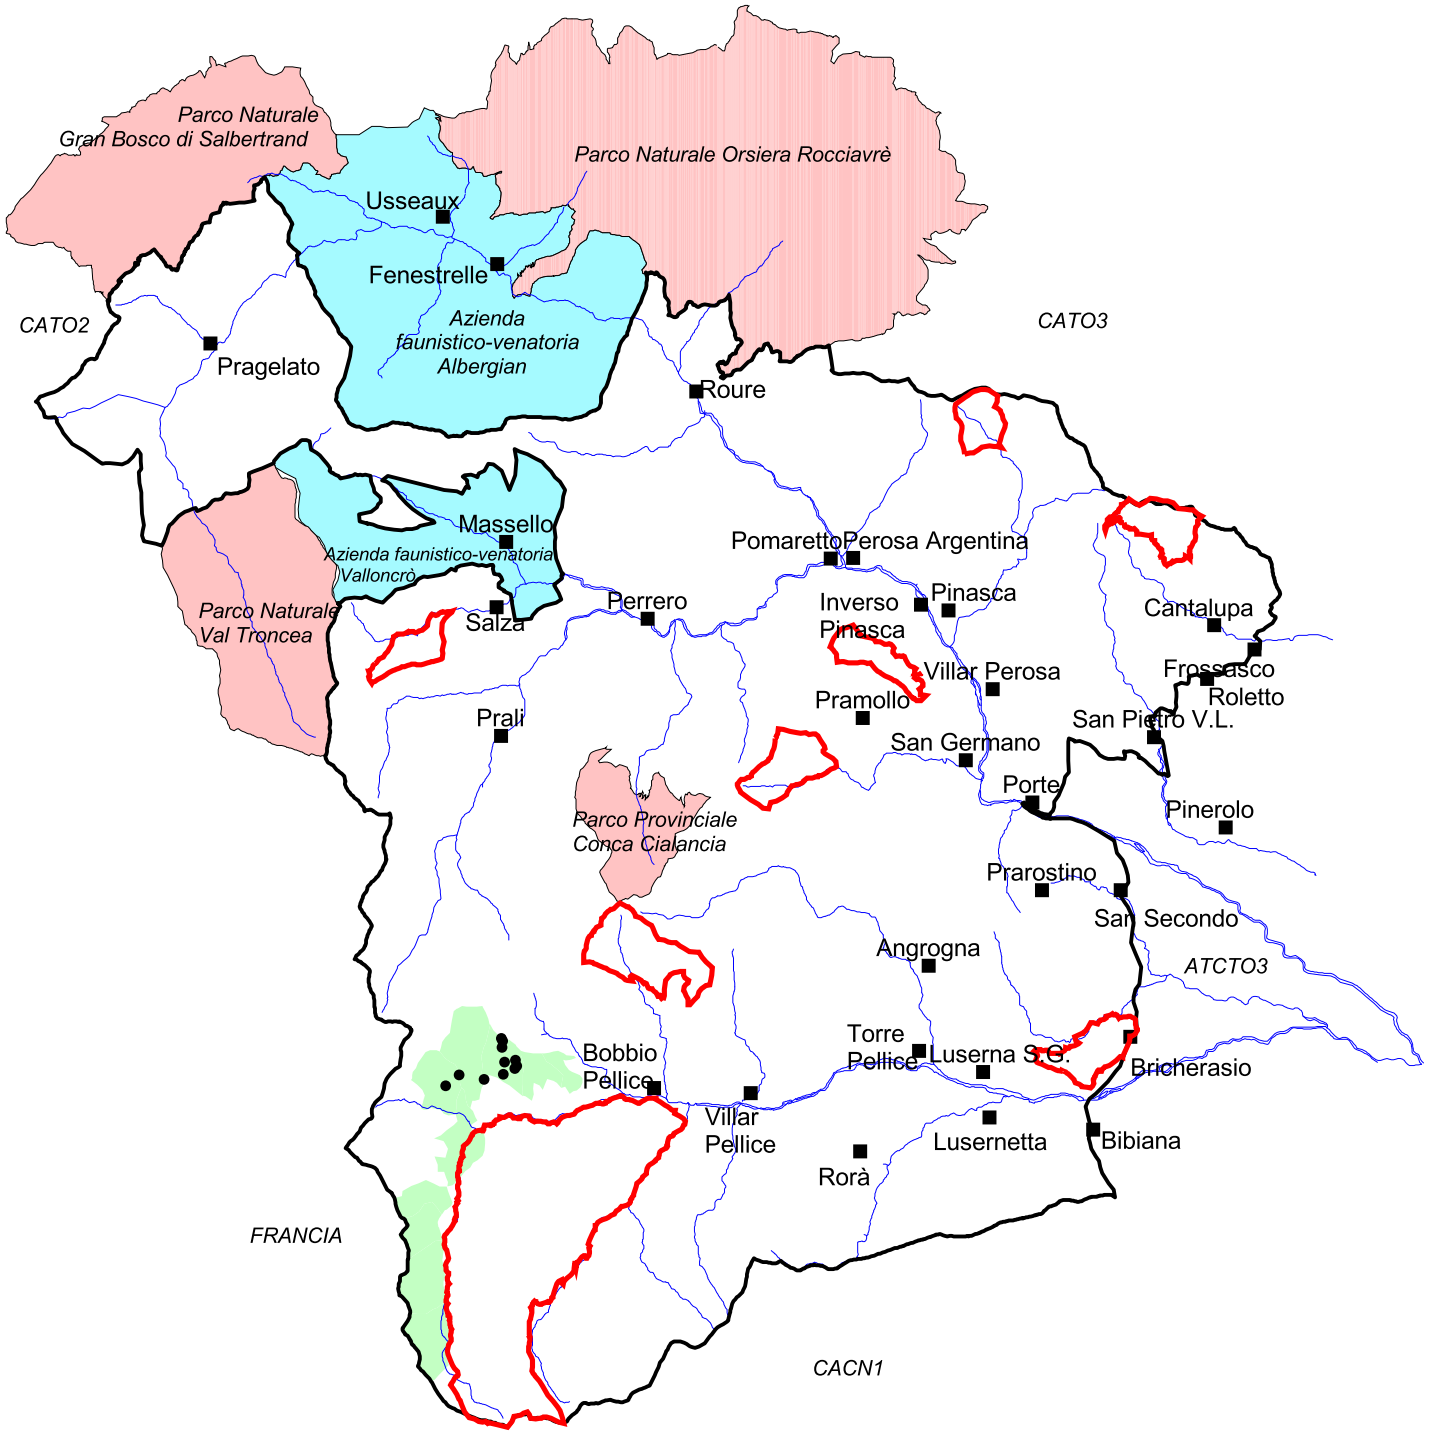 Parco Naturale
Gran Bosco di Salbertrand
Parco Naturale Orsiera Rocciavrè
Usseaux
Fenestrelle
Azienda
faunistico-venatoria
Albergian
CATO2
CATO3
Pragelato
Roure
Massello
Azienda faunistico-venatoria
Valloncrò
Pomaretto
Perosa Argentina
Parco Naturale
Val Troncea
Salza
Perrero
Inverso
Pinasca
Pinasca
Cantalupa
Frossasco
Roletto
Villar Perosa
Pramollo
Prali
San Germano
San Pietro V.L.
Porte
Pinerolo
Parco Provinciale
Conca Cialancia
Prarostino
San Secondo
Angrogna
ATCTO3
Torre
Pellice
Luserna S.G.
Bricherasio
Bobbio
Pellice
Villar
Pellice
Lusernetta
Bibiana
Rorà
FRANCIA
CACN1